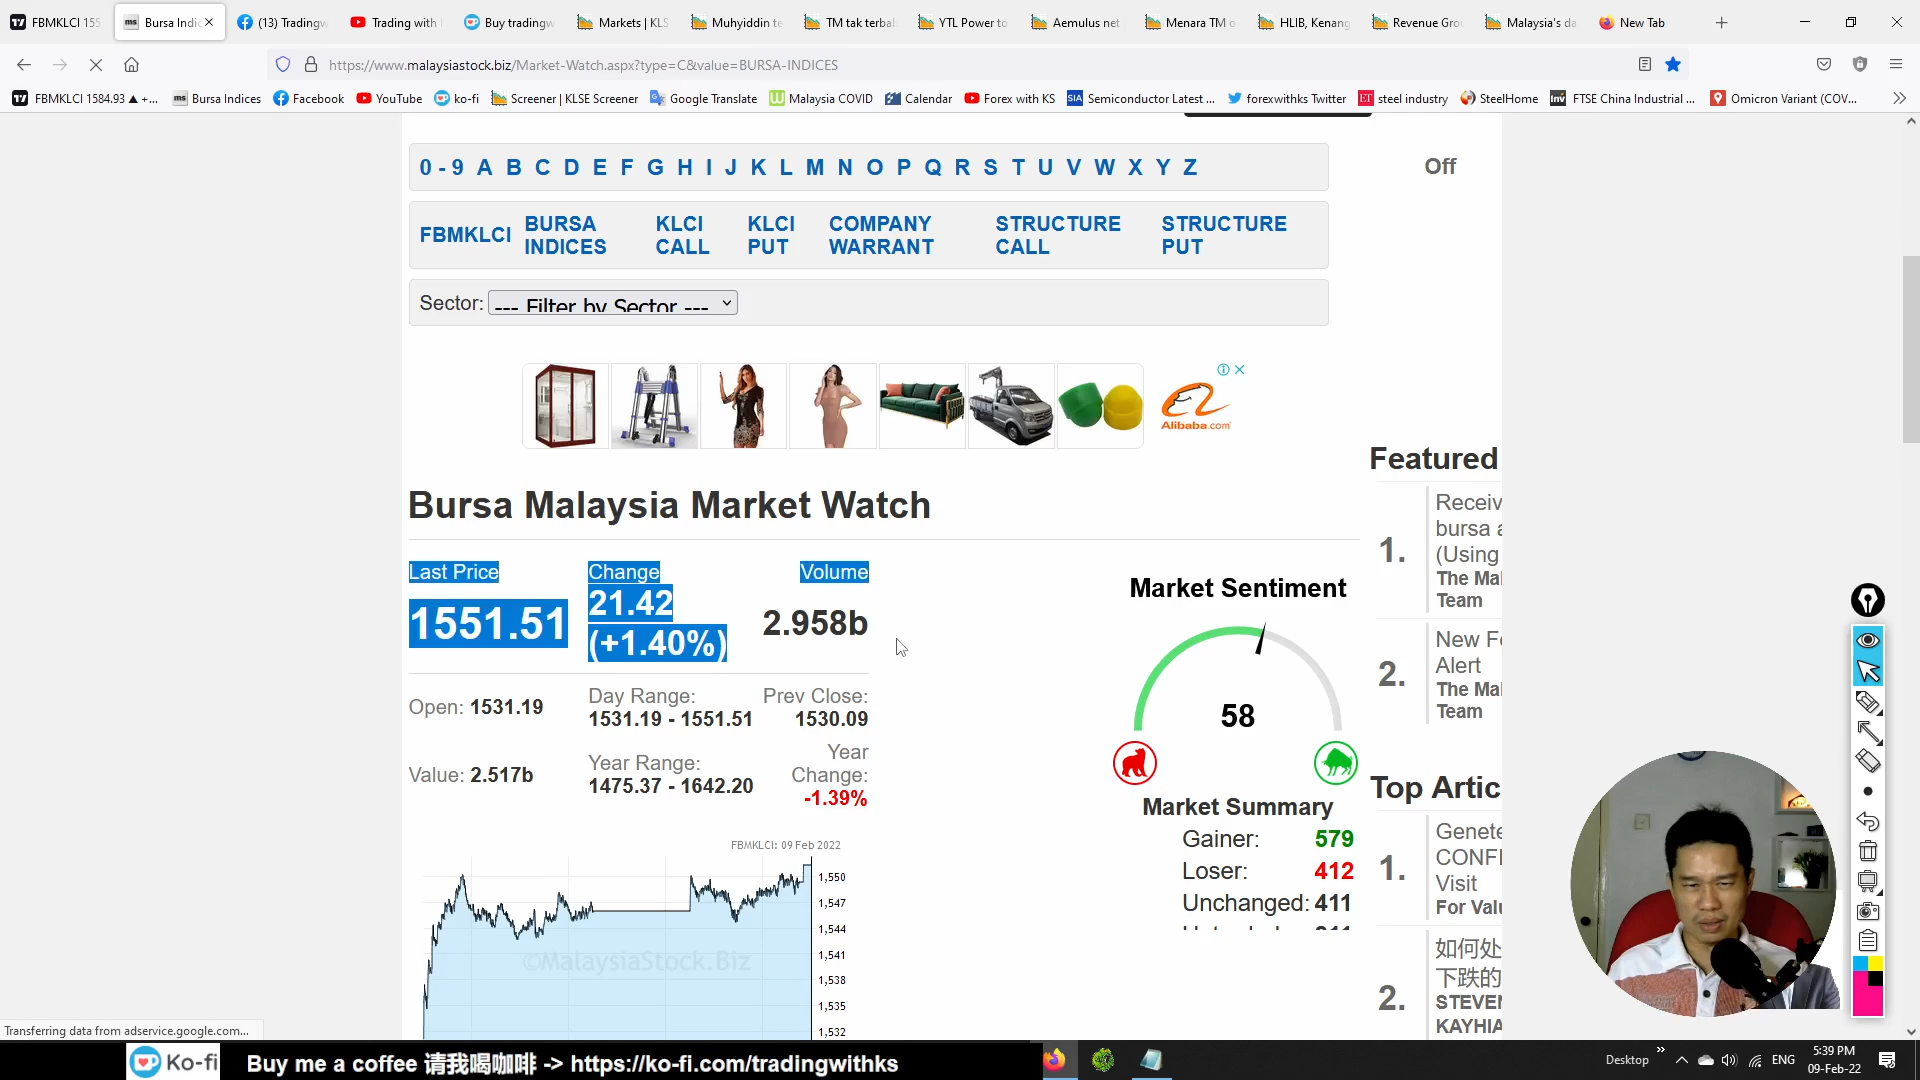 FBMKLCI 155
Bursa Indic
(13) Tradingw
Trading with
Buy tradingw
Markets | KLS
Muhyiddin te
TM tak terba
YTL Power to
Aemulus net
Menara TM o
HLIB, Kenang
Revenue Gro
Malaysia's da
New Tab
https://www.malaysiastock.biz/Market-Watch.aspx?type=C&value=BURSA-INDICES
FBMKLCI 1584.93 ▲ +...
Bursa Indices
Facebook
YouTube
ko-fi
Screener | KLSE Screener
Google Translate
Malaysia COVID
Calendar
Forex with KS
Semiconductor Latest ...
forexwithks Twitter
steel industry
SteelHome
FTSE China Industrial ...
Omicron Variant (COV...
0 - 9 A B C D E F G H I J K L M N O P Q R S T U V W X Y Z
Off
FBMKLCI
BURSA INDICES
KLCI CALL
KLCI PUT
COMPANY WARRANT
STRUCTURE CALL
STRUCTURE PUT
Sector: --- Filter by Sector ---
Alibaba.com
Bursa Malaysia Market Watch
Last Price
1551.51
Change
21.42
(+1.40%)
Volume
2.958b
Open: 1531.19
Day Range:
1531.19 - 1551.51
Prev Close:
1530.09
Value: 2.517b
Year Range:
1475.37 - 1642.20
Year
Change:
-1.39%
FBMKLCI: 09 Feb 2022
1,550
1,547
1,544
1,541
1,538
1,535
1,532
©MalaysiaStock.Biz
Market Sentiment
58
Market Summary
Gainer: 579
Loser: 412
Unchanged: 411
Featured
1.
Receiv
bursa a
(Using
The Mal
Team
2.
New Fe
Alert
The Mal
Team
Top Artic
1.
Genete
CONFI
Visit
For Valu
2.
如何处
下跌的
STEVEN
KAYHIA
Transferring data from adservice.google.com...
Ko-fi
Buy me a coffee 请我喝咖啡 -> https://ko-fi.com/tradingwithks
Desktop
ENG
5:39 PM
09-Feb-22